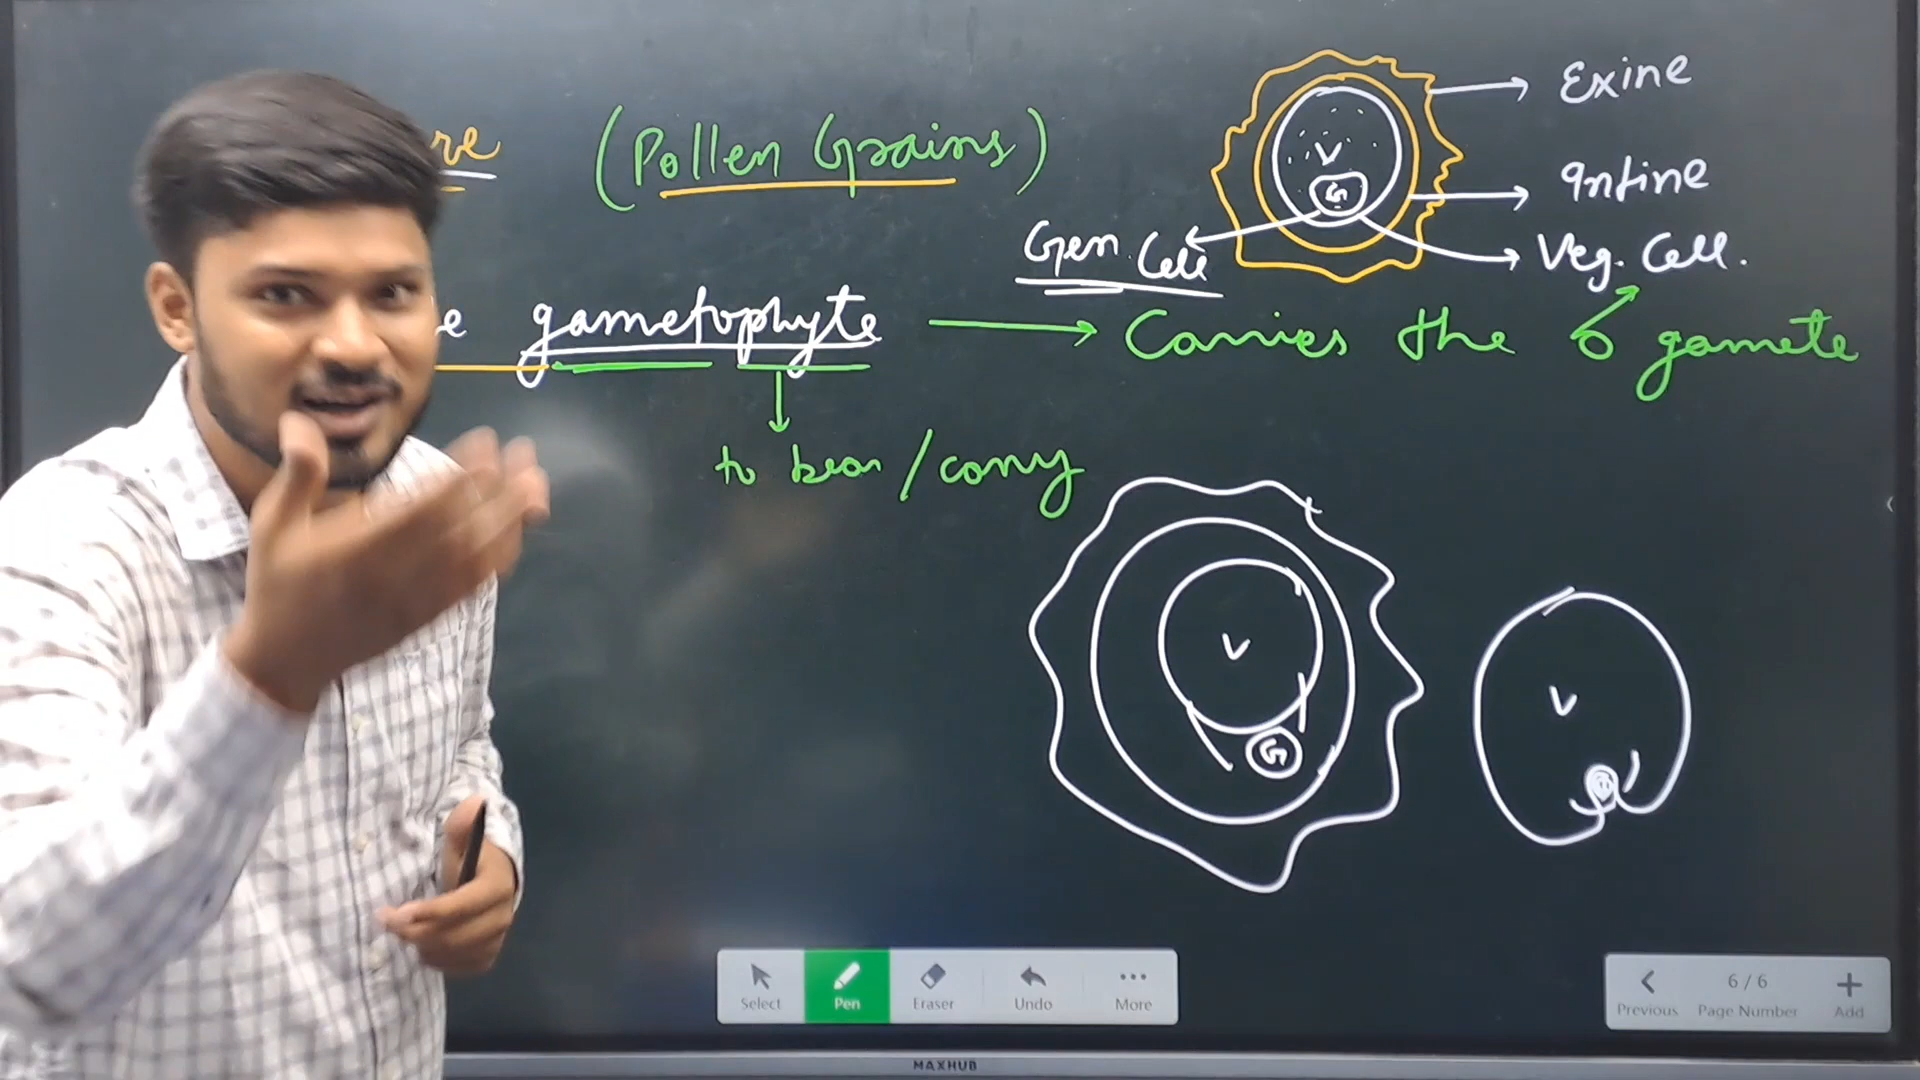 re (Pollen Grains)
Exine
Intine
Veg. Cell.
Gen. Cell
V
G
e gametophyte → Carries the ♂ gamete
to bear / carry
V
G
V
Select Pen Eraser Undo More
Previous 6 / 6 Page Number Add
MAXHUB